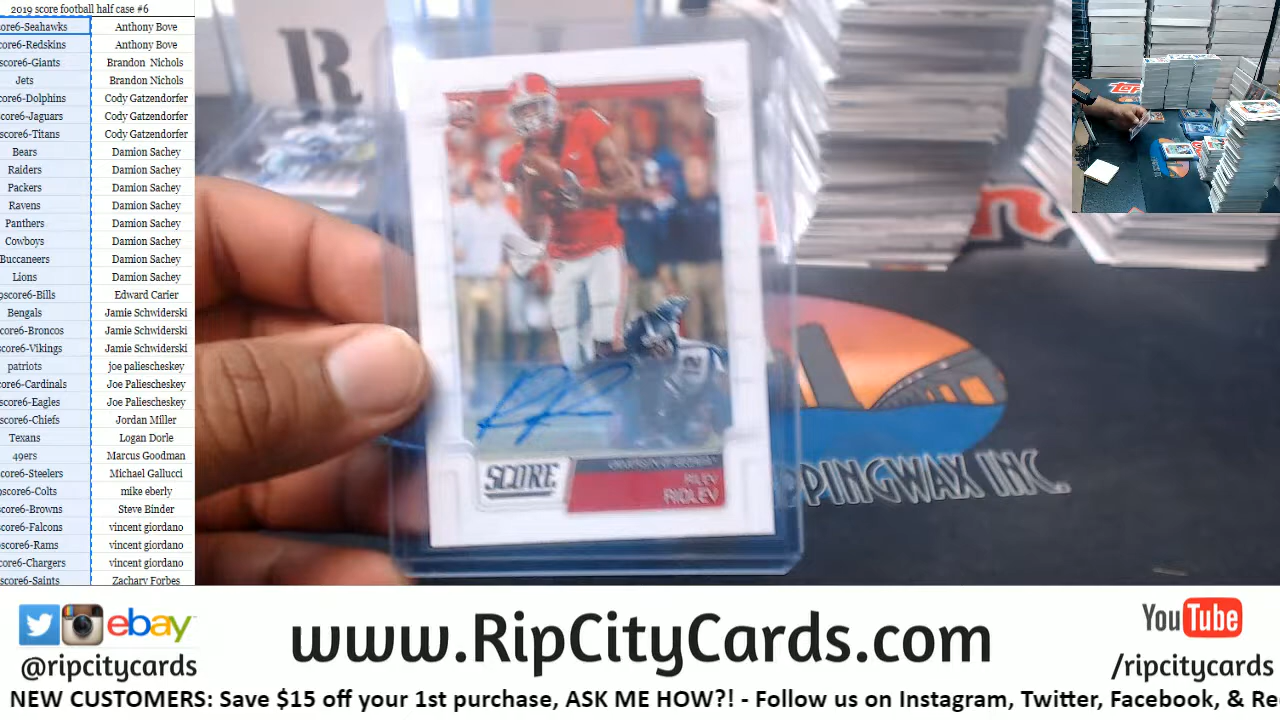 2019 score football half case #6
ore6-Seahawks Anthony Bove
core6-Redskins Anthony Bove
score6-Giants Brandon Nichols
Jets Brandon Nichols
ore6-Dolphins Cody Gatzendorfer
core6-Jaguars Cody Gatzendorfer
core6-Titans Cody Gatzendorfer
Bears Damion Sachey
Raiders Damion Sachey
Packers Damion Sachey
Ravens Damion Sachey
Panthers Damion Sachey
Cowboys Damion Sachey
Buccaneers Damion Sachey
Lions Damion Sachey
score6-Bills Edward Carier
Bengals Jamie Schwiderski
core6-Broncos Jamie Schwiderski
core6-Vikings Jamie Schwiderski
patriots joe paliescheskey
core6-Cardinals Joe Paliescheskey
core6-Eagles Joe Paliescheskey
core6-Chiefs Jordan Miller
Texans Logan Dorle
49ers Marcus Goodman
core6-Steelers Michael Gallucci
score6-Colts mike eberly
core6-Browns Steve Binder
core6-Falcons vincent giordano
score6-Rams vincent giordano
core6-Chargers vincent giordano
score6-Saints Zachary Forbes
R
12
SCORE
RILEY
RIDLEY
PPINGWAX INC.
ebay
@ripcitycards
www.RipCityCards.com
YouTube
/ripcitycards
NEW CUSTOMERS: Save $15 off your 1st purchase, ASK ME HOW?! - Follow us on Instagram, Twitter, Facebook, & Re